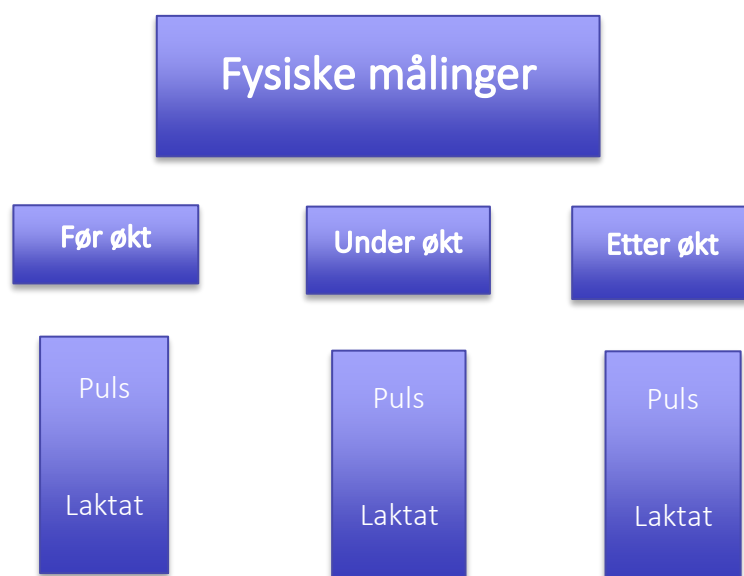 Fysiske målinger
Før økt
Under økt
Etter økt
Puls
Laktat
Puls
Laktat
Puls
Laktat